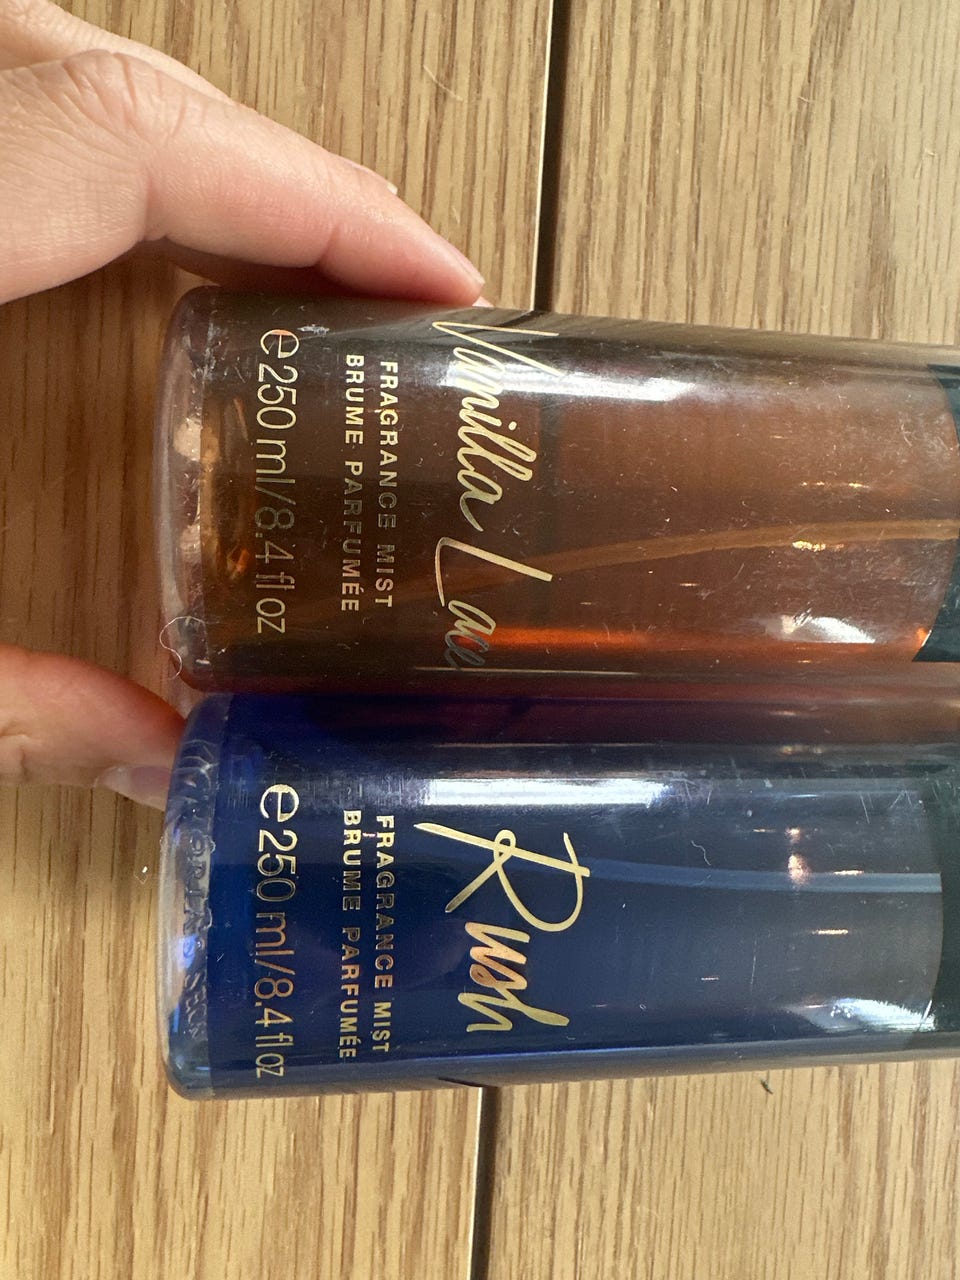 Vanilla Lace
FRAGRANCE MIST
BRUME PARFUMÉE
e 250 ml/8.4 fl oz
Rush
FRAGRANCE MIST
BRUME PARFUMÉE
e 250 ml/8.4 fl oz